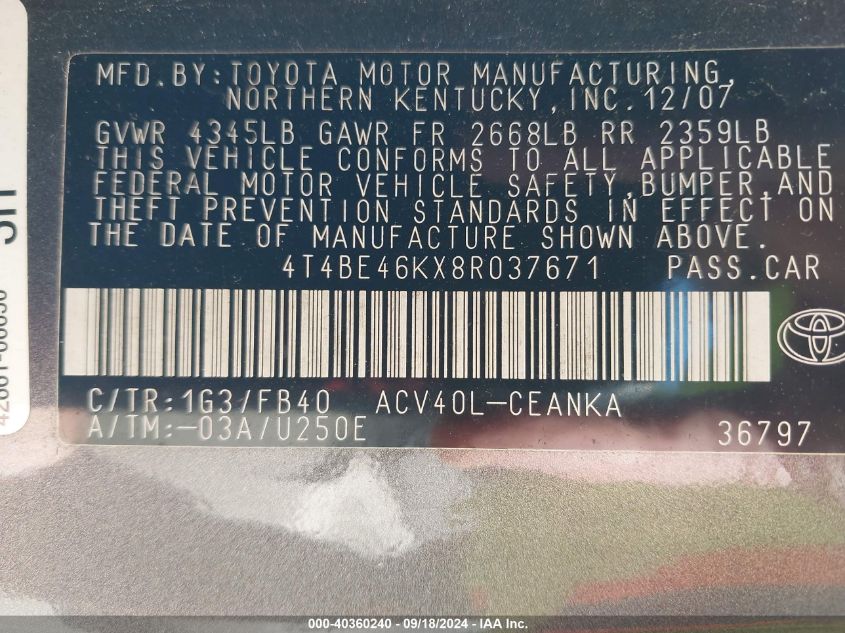 MFD.BY:TOYOTA MOTOR MANUFACTURING,
NORTHERN KENTUCKY,INC.12/07
GVWR 4345LB GAWR FR 2668LB RR 2359LB
THIS VEHICLE CONFORMS TO ALL APPLICABLE
FEDERAL MOTOR VEHICLE SAFETY,BUMPER,AND
THEFT PREVENTION STANDARDS IN EFFECT ON
THE DATE OF MANUFACTURE SHOWN ABOVE.
4T4BE46KX8R037671 PASS.CAR
C/TR:1G3/FB40 ACV40L-CEANKA
A/TM:-03A/U250E 36797
000-40360240 - 09/18/2024 - IAA Inc.